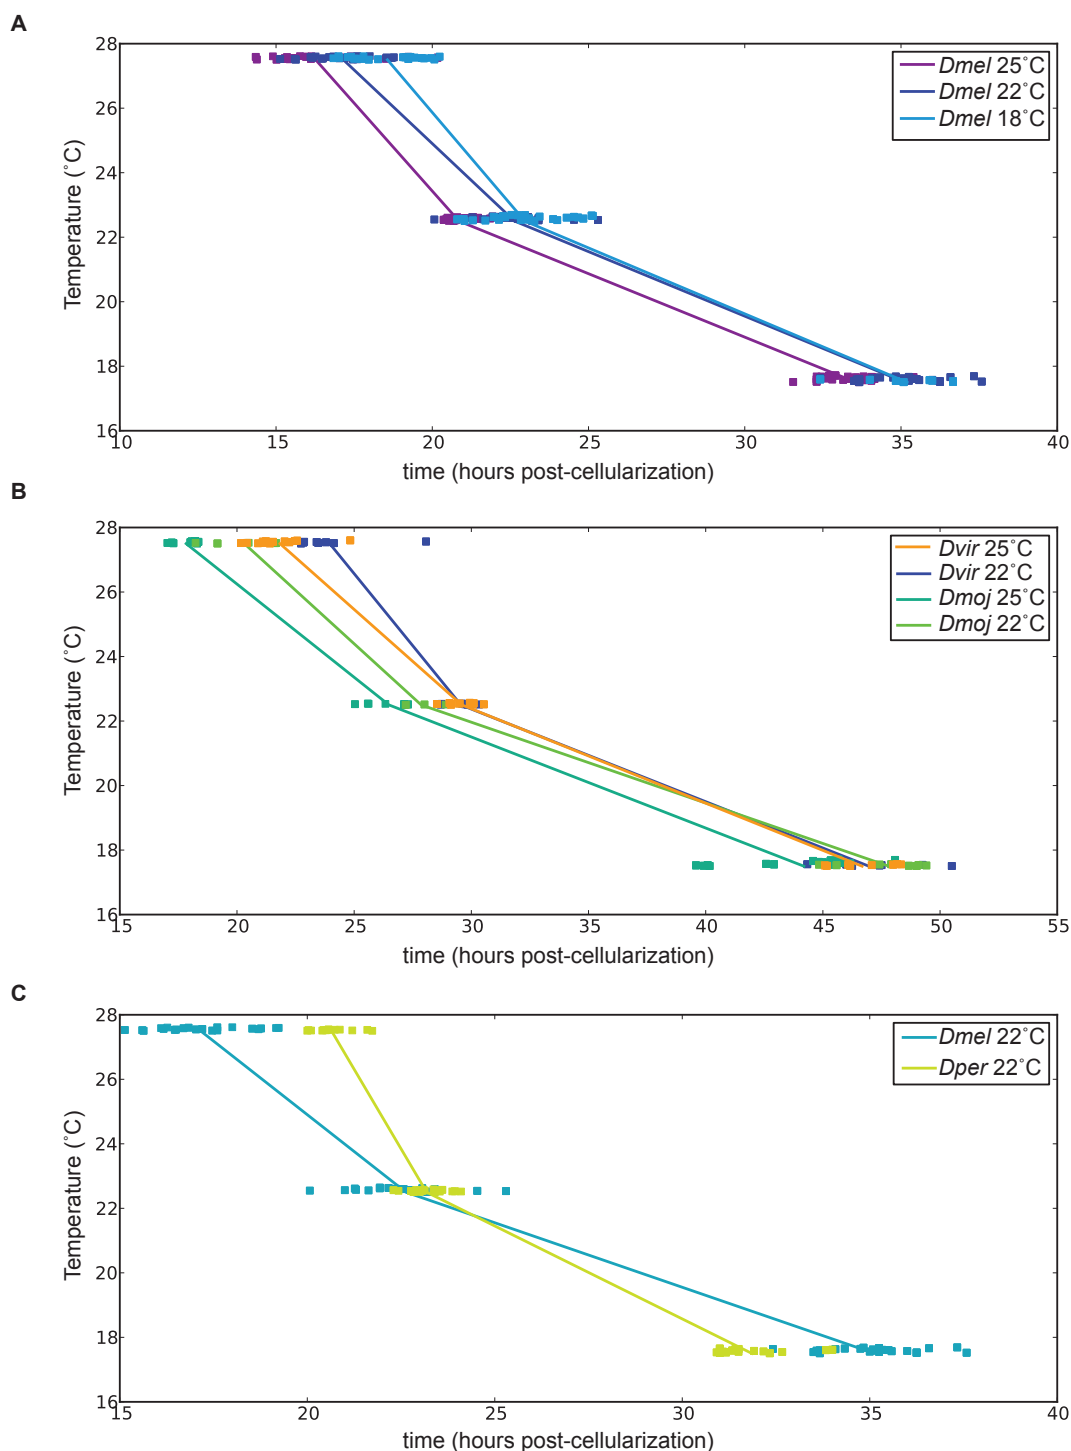 A
28
26
24
22
20
18
16
Temperature (˚C)
10 15 20 25 30 35 40
time (hours post-cellularization)
Dmel 25˚C
Dmel 22˚C
Dmel 18˚C
B
28
26
24
22
20
18
16
Temperature (˚C)
15 20 25 30 35 40 45 50 55
time (hours post-cellularization)
Dvir 25˚C
Dvir 22˚C
Dmoj 25˚C
Dmoj 22˚C
C
28
26
24
22
20
18
16
Temperature (˚C)
15 20 25 30 35 40
time (hours post-cellularization)
Dmel 22˚C
Dper 22˚C